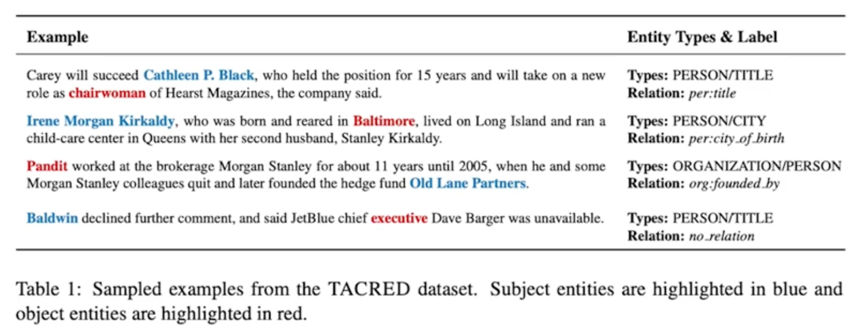 Example Entity Types & Label
Carey will succeed Cathleen P. Black, who held the position for 15 years and will take on a new Types: PERSON/TITLE
role as chairwoman of Hearst Magazines, the company said. Relation: per:title
Irene Morgan Kirkaldy, who was born and reared in Baltimore, lived on Long Island and ran a Types: PERSON/CITY
child-care center in Queens with her second husband, Stanley Kirkaldy. Relation: per:city_of_birth
Pandit worked at the brokerage Morgan Stanley for about 11 years until 2005, when he and some Types: ORGANIZATION/PERSON
Morgan Stanley colleagues quit and later founded the hedge fund Old Lane Partners. Relation: org:founded_by
Baldwin declined further comment, and said JetBlue chief executive Dave Barger was unavailable. Types: PERSON/TITLE
Relation: no_relation
Table 1: Sampled examples from the TACRED dataset. Subject entities are highlighted in blue and
object entities are highlighted in red.